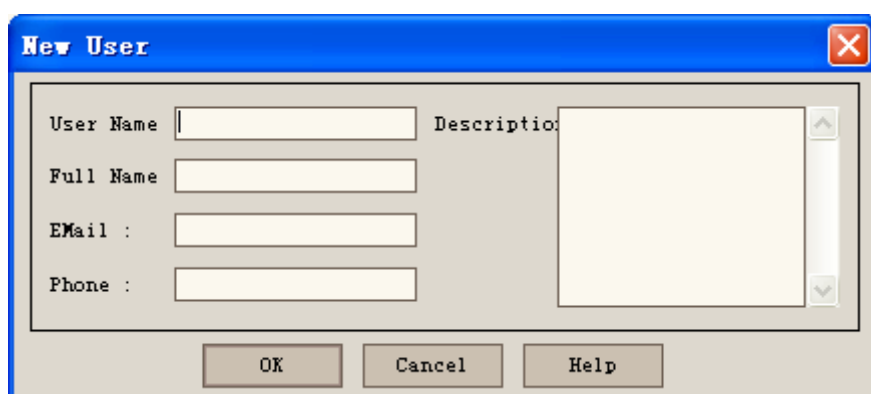 New User
User Name
Descriptio
Full Name
EMail :
Phone :
OK
Cancel
Help